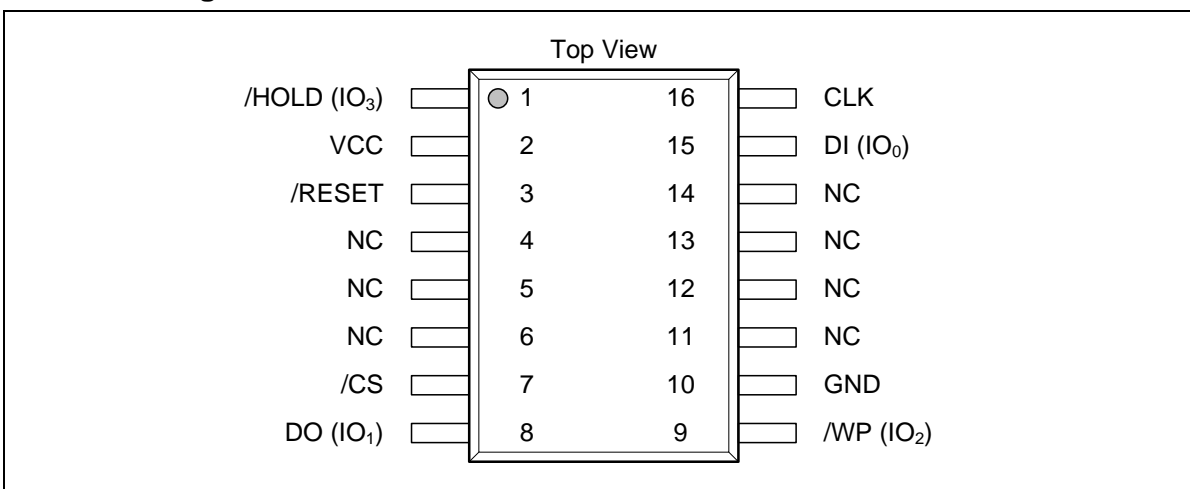 Top View
/HOLD (IO₃) 1 16 CLK
VCC 2 15 DI (IO₀)
/RESET 3 14 NC
NC 4 13 NC
NC 5 12 NC
NC 6 11 NC
/CS 7 10 GND
DO (IO₁) 8 9 /WP (IO₂)